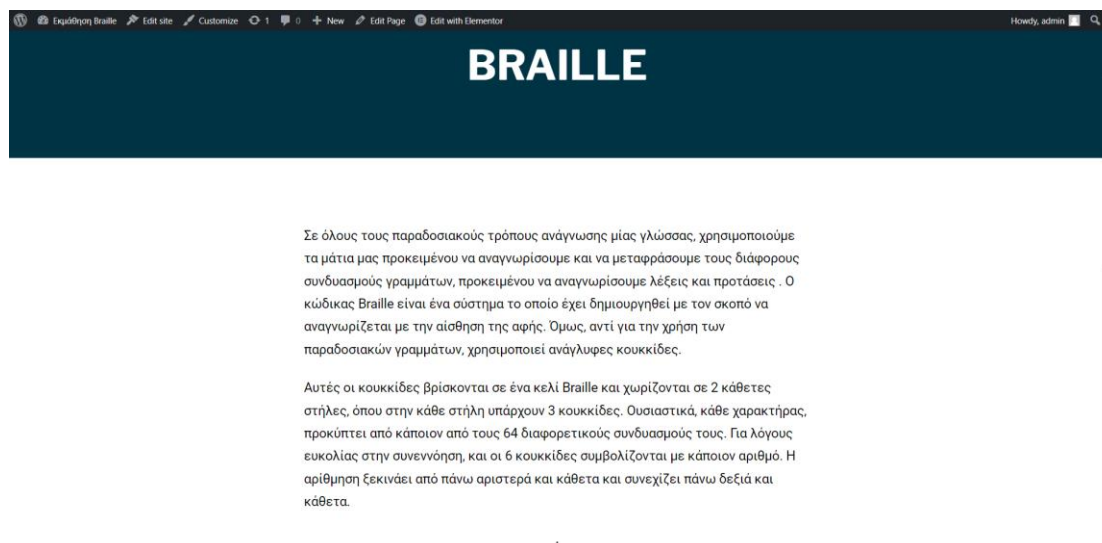 Εκμάθηση Braille Edit site Customize 1 0 New Edit Page Edit with Elementor Howdy, admin
BRAILLE
Σε όλους τους παραδοσιακούς τρόπους ανάγνωσης μίας γλώσσας, χρησιμοποιούμε
τα μάτια μας προκειμένου να αναγνωρίσουμε και να μεταφράσουμε τους διάφορους
συνδυασμούς γραμμάτων, προκειμένου να αναγνωρίσουμε λέξεις και προτάσεις . Ο
κώδικας Braille είναι ένα σύστημα το οποίο έχει δημιουργηθεί με τον σκοπό να
αναγνωρίζεται με την αίσθηση της αφής. Όμως, αντί για την χρήση των
παραδοσιακών γραμμάτων, χρησιμοποιεί ανάγλυφες κουκκίδες.
Αυτές οι κουκκίδες βρίσκονται σε ένα κελί Braille και χωρίζονται σε 2 κάθετες
στήλες, όπου στην κάθε στήλη υπάρχουν 3 κουκκίδες. Ουσιαστικά, κάθε χαρακτήρας,
προκύπτει από κάποιον από τους 64 διαφορετικούς συνδυασμούς τους. Για λόγους
ευκολίας στην συνεννόηση, και οι 6 κουκκίδες συμβολίζονται με κάποιον αριθμό. Η
αρίθμηση ξεκινάει από πάνω αριστερά και κάθετα και συνεχίζει πάνω δεξιά και
κάθετα.